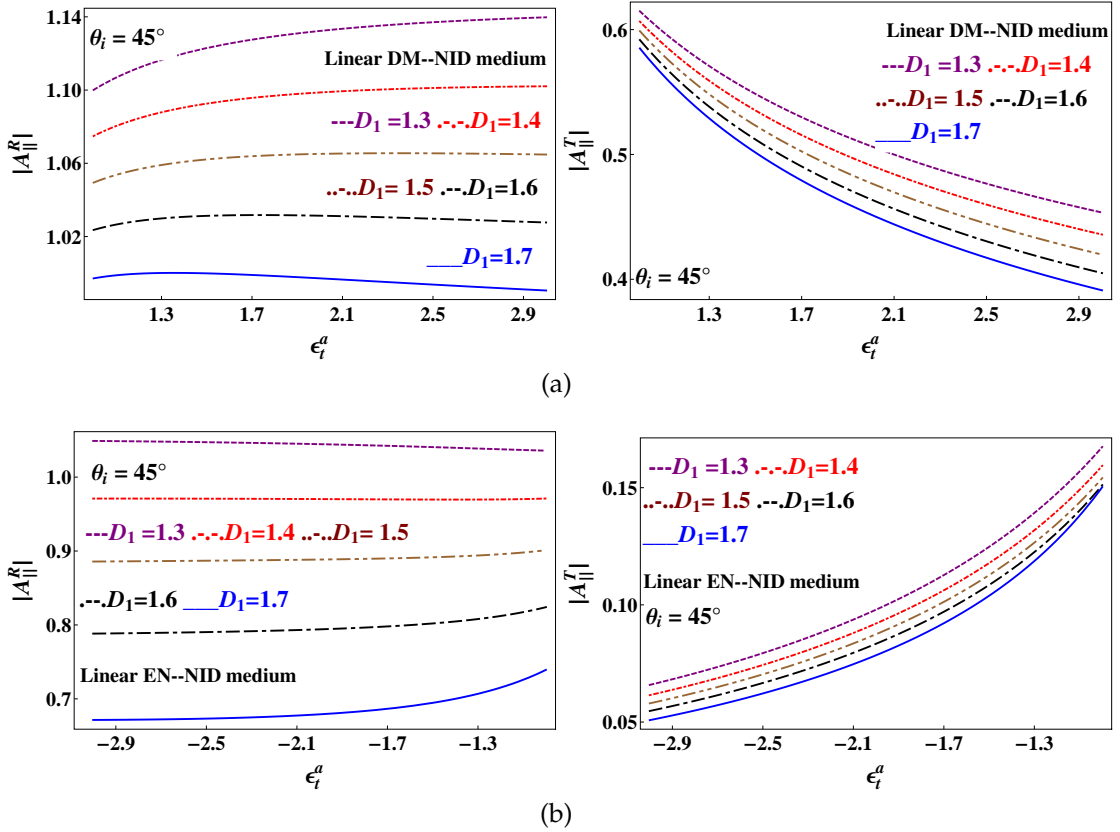 1.14
1.10
1.06
1.02
|A∥ᴿ|
θᵢ = 45°
Linear DM--NID medium
---D₁ =1.3 .-.-.D₁=1.4
..-..D₁= 1.5 .--.D₁=1.6
___D₁=1.7
1.3 1.7 2.1 2.5 2.9
ϵₜᵃ
0.6
0.5
0.4
|A∥ᵀ|
Linear DM--NID medium
---D₁ =1.3 .-.-.D₁=1.4
..-..D₁= 1.5 .--.D₁=1.6
___D₁=1.7
θᵢ = 45°
1.3 1.7 2.1 2.5 2.9
ϵₜᵃ
(a)
1.0
0.9
0.8
0.7
|A∥ᴿ|
θᵢ = 45°
---D₁ =1.3 .-.-.D₁=1.4 ..-..D₁= 1.5
.--.D₁=1.6 ___D₁=1.7
Linear EN--NID medium
−2.9 −2.5 −2.1 −1.7 −1.3
ϵₜᵃ
0.15
0.10
0.05
|A∥ᵀ|
---D₁ =1.3 .-.-.D₁=1.4
..-..D₁= 1.5 .--.D₁=1.6
___D₁=1.7
Linear EN--NID medium
θᵢ = 45°
−2.9 −2.5 −2.1 −1.7 −1.3
ϵₜᵃ
(b)